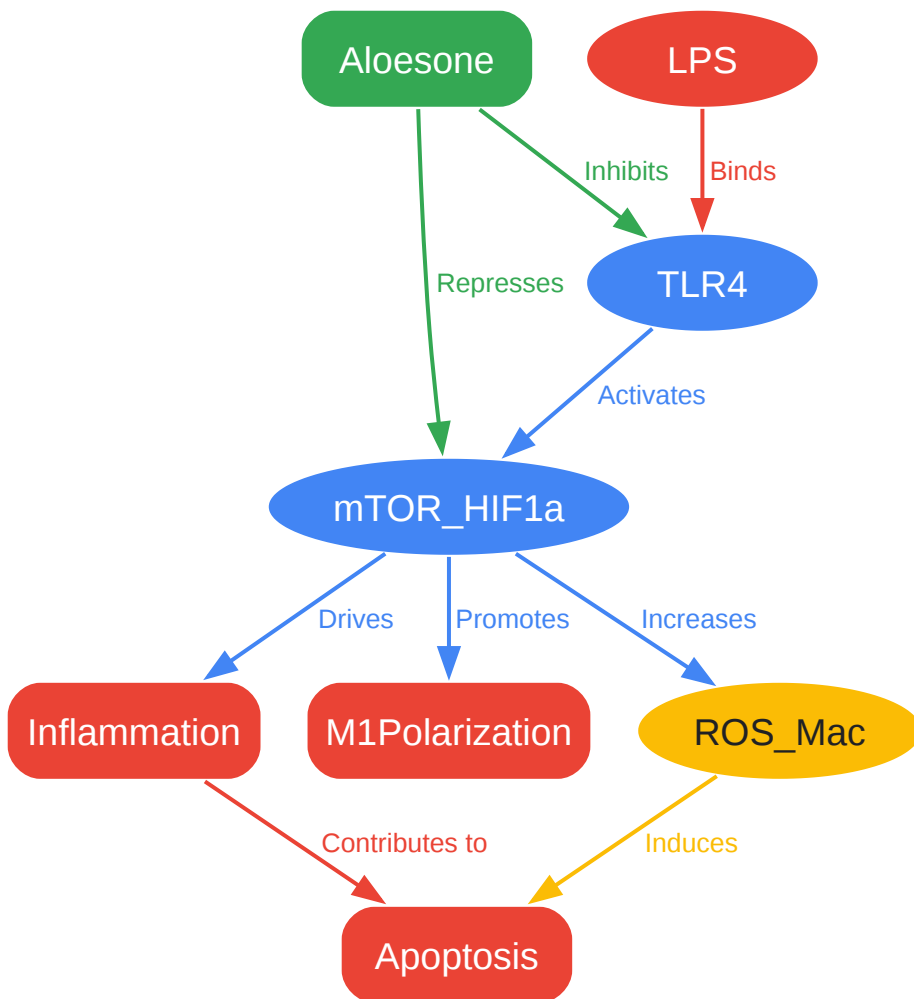 Aloesone
LPS
Inhibits
Binds
Represses
TLR4
Activates
mTOR_HIF1a
Drives
Promotes
Increases
Inflammation
M1Polarization
ROS_Mac
Contributes to
Induces
Apoptosis